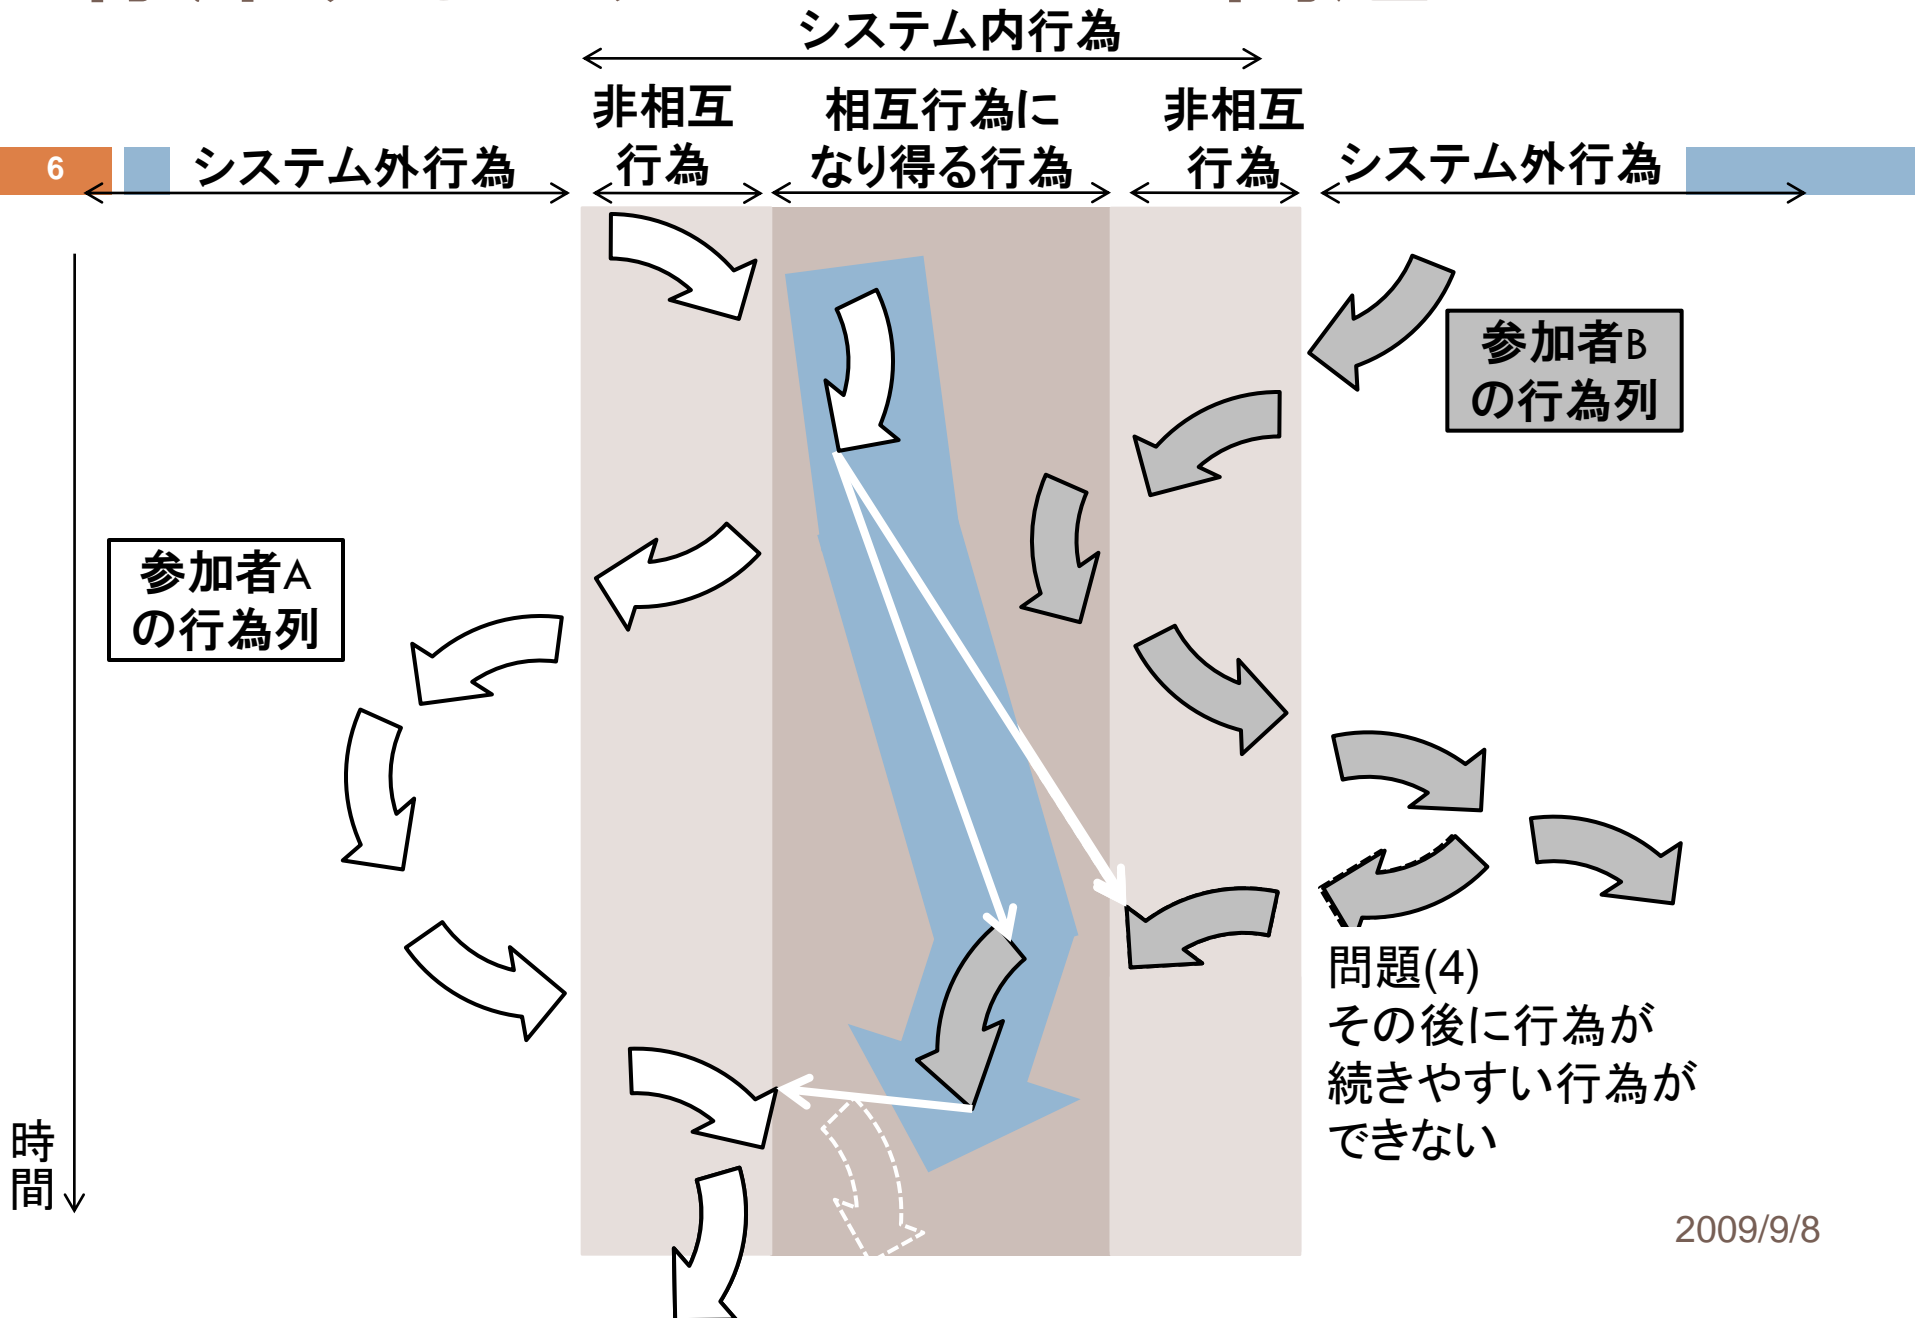 システム内行為
非相互
行為
相互行為に
なり得る行為
非相互
行為
6
システム外行為
システム外行為
参加者B
の行為列
参加者A
の行為列
問題(4)
その後に行為が
続きやすい行為が
できない
時
間
2009/9/8